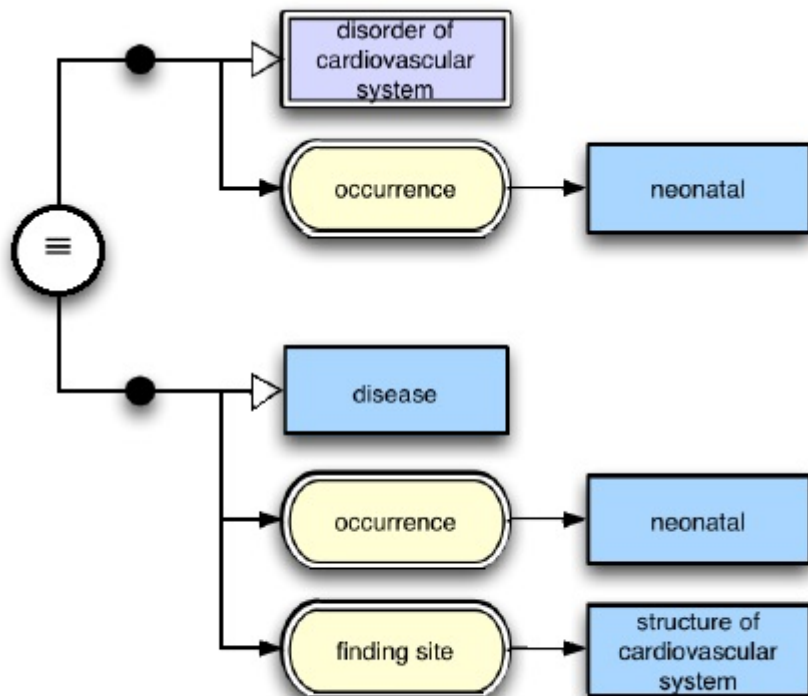 disorder of
cardiovascular
system
occurrence
neonatal
≡
disease
occurrence
neonatal
finding site
structure of
cardiovascular
system